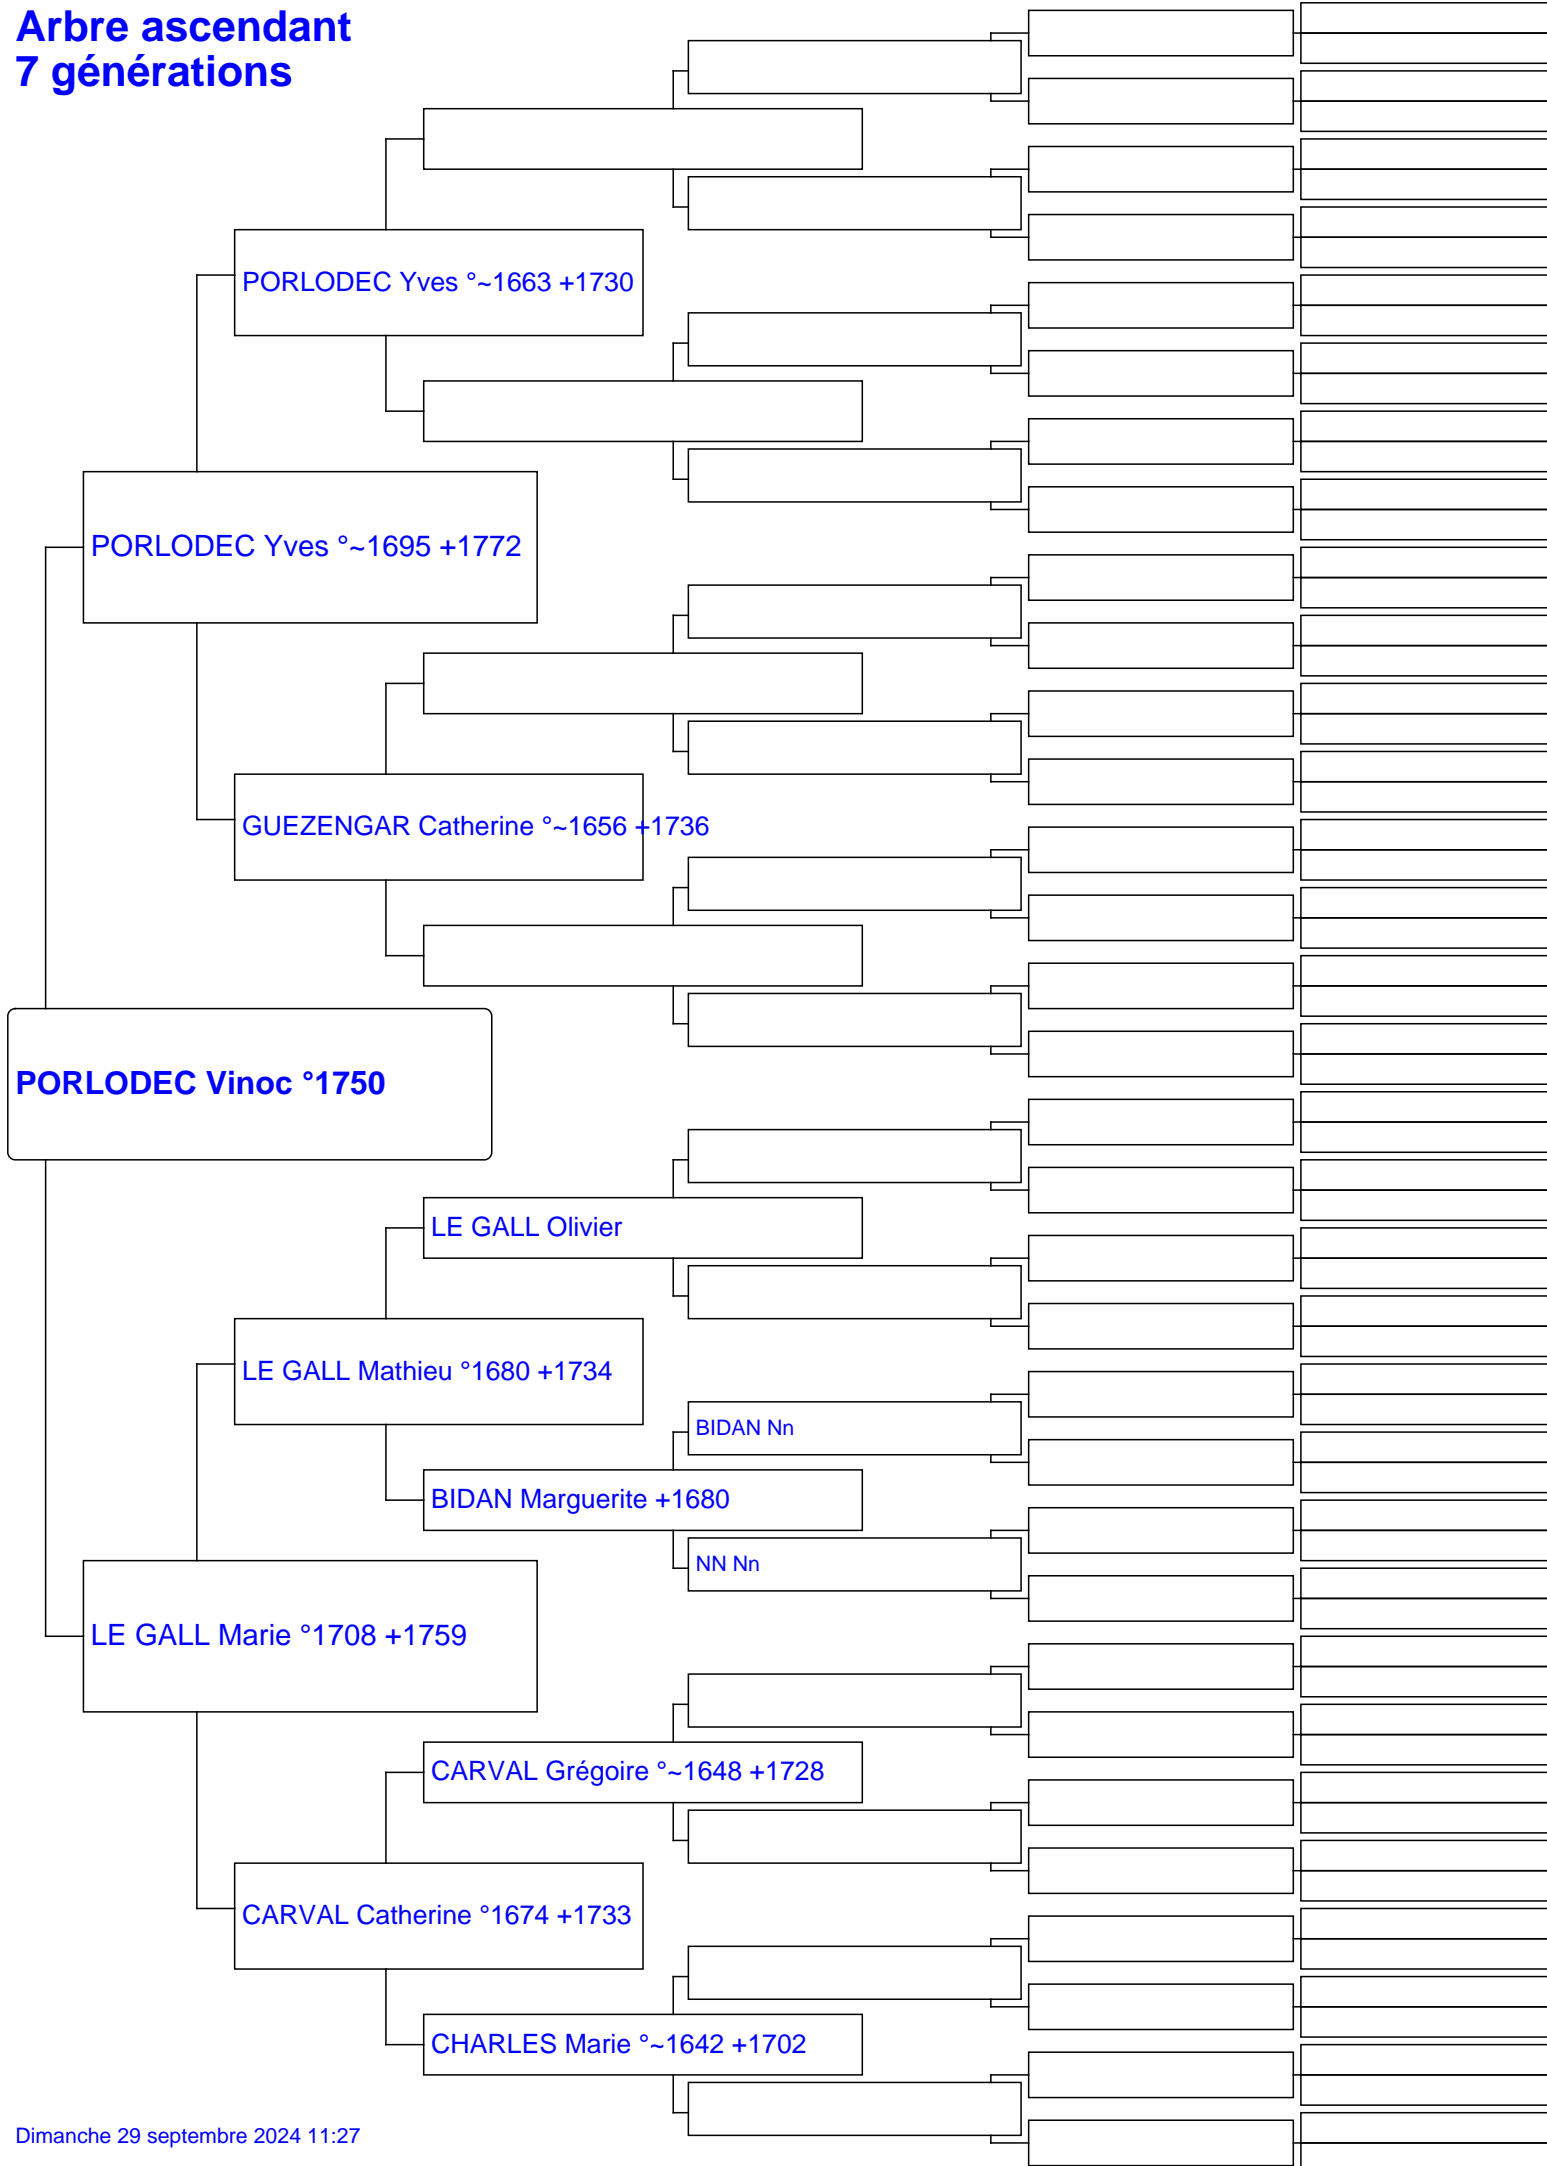 Arbre ascendant
7 générations
PORLODEC Yves °~1663 +1730
PORLODEC Yves °~1695 +1772
GUEZENGAR Catherine °~1656 +1736
PORLODEC Vinoc °1750
LE GALL Olivier
LE GALL Mathieu °1680 +1734
BIDAN Nn
BIDAN Marguerite +1680
NN Nn
LE GALL Marie °1708 +1759
CARVAL Grégoire °~1648 +1728
CARVAL Catherine °1674 +1733
CHARLES Marie °~1642 +1702
Dimanche 29 septembre 2024 11:27